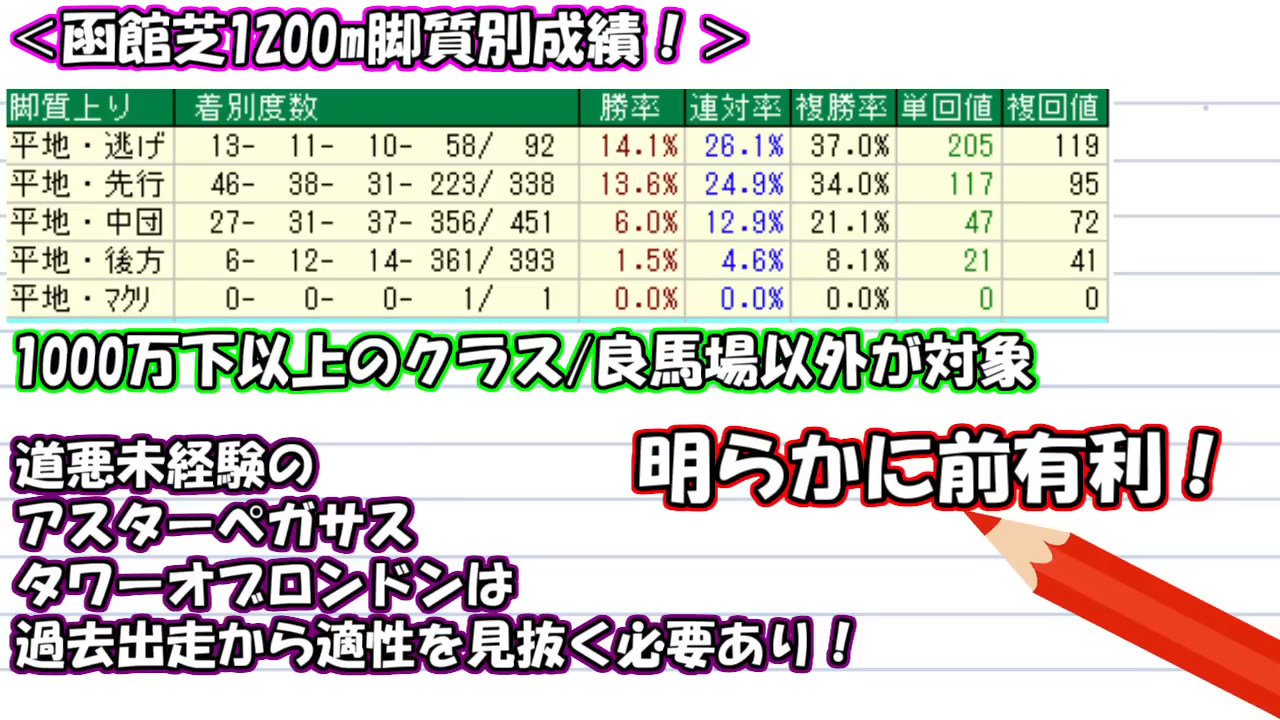 ＜函館芝1200m脚質別成績！＞
脚質上り 着別度数 勝率 連対率 複勝率 単回値 複回値
平地・逃げ 13- 11- 10- 58/ 92 14.1% 26.1% 37.0% 205 119
平地・先行 46- 38- 31- 223/ 338 13.6% 24.9% 34.0% 117 95
平地・中団 27- 31- 37- 356/ 451 6.0% 12.9% 21.1% 47 72
平地・後方 6- 12- 14- 361/ 393 1.5% 4.6% 8.1% 21 41
平地・ﾏｸﾘ 0- 0- 0- 1/ 1 0.0% 0.0% 0.0% 0 0
1000万下以上のクラス/良馬場以外が対象
明らかに前有利！
道悪未経験の
アスターペガサス
タワーオブロンドンは
過去出走から適性を見抜く必要あり！